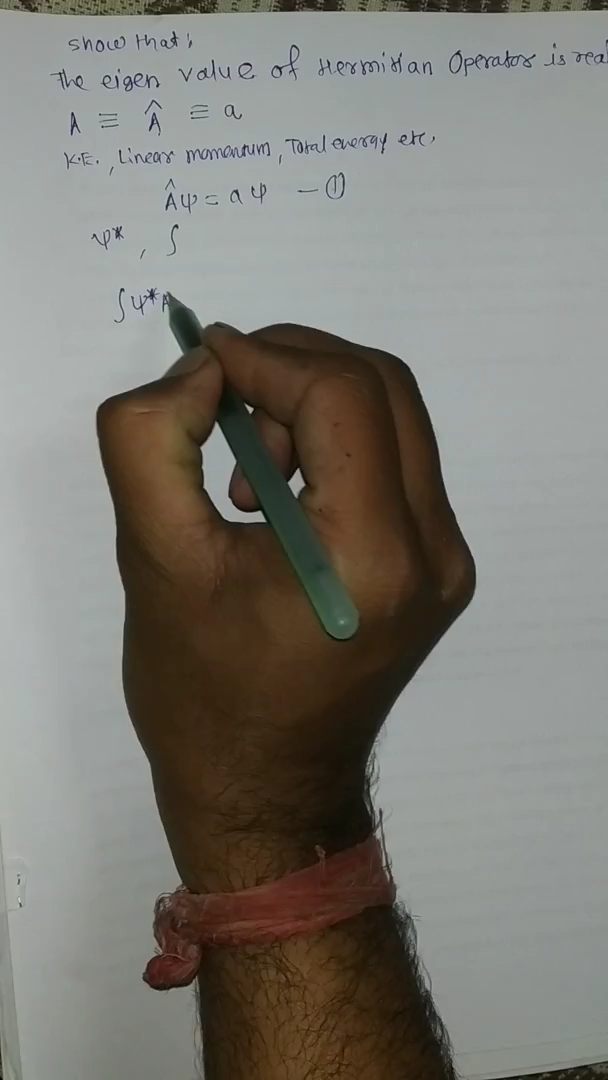 show that:
The eigen value of Hermitian Operator is real
A ≡ Â ≡ a
K.E., Linear momentum, Total energy etc.
Âψ = aψ — ①
ψ*, ∫
∫ψ*A